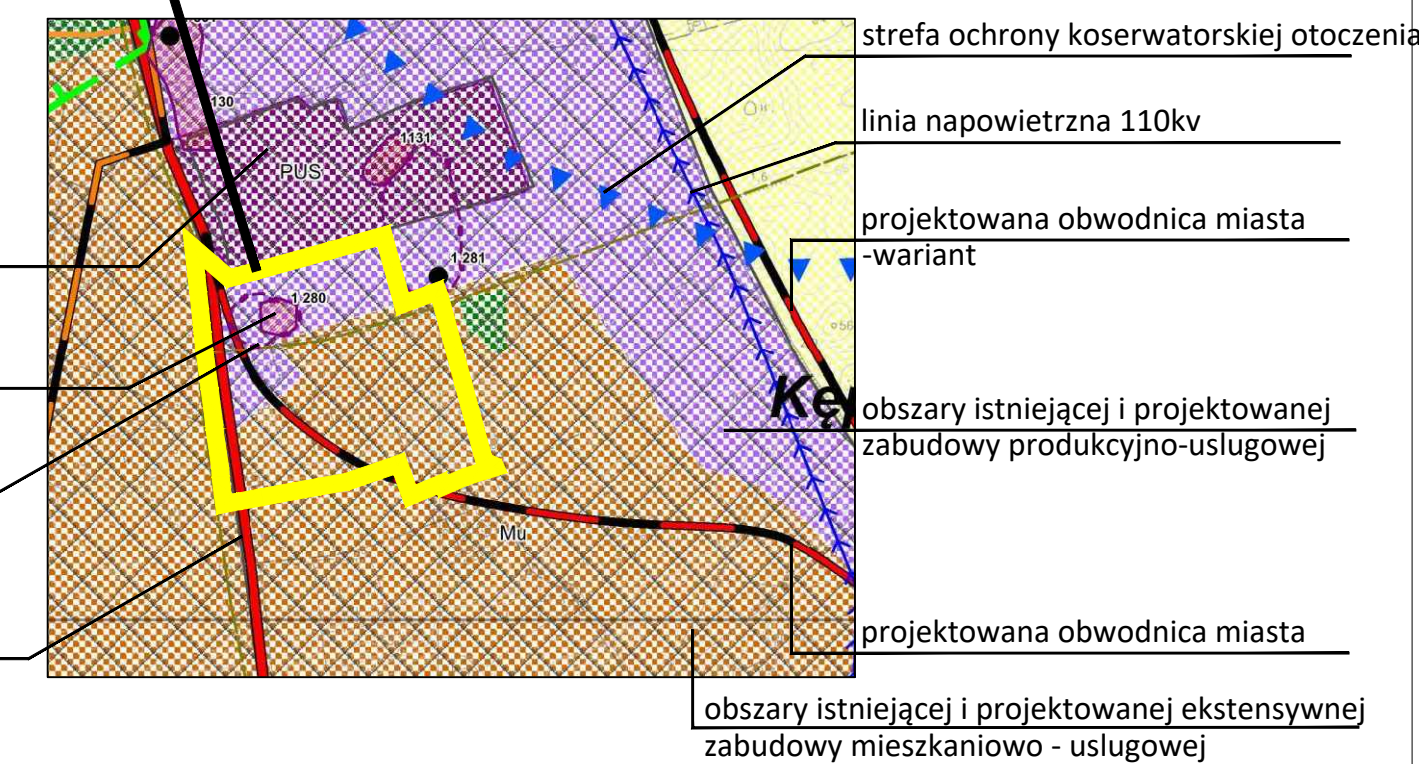 strefa ochrony koserwatorskiej otoczenia
linia napowietrzna 110kv
projektowana obwodnica miasta
-wariant
obszary istniejącej i projektowanej
zabudowy produkcyjno-uslugowej
projektowana obwodnica miasta
obszary istniejącej i projektowanej ekstensywnej
zabudowy mieszkaniowo - uslugowej
130
1131
PUS
1 281
1 280
Kęp
Mu